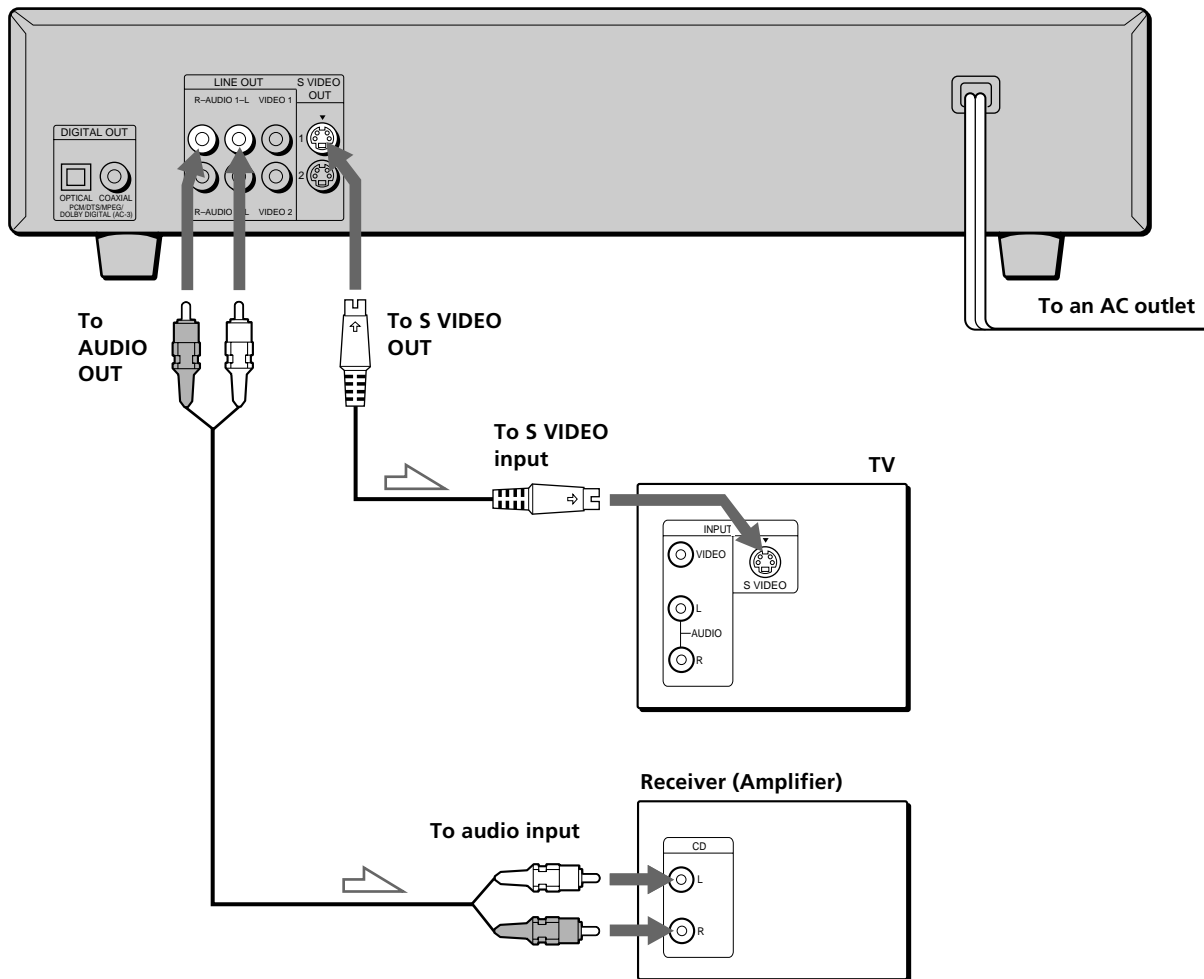 LINE OUT
S VIDEO
OUT
R–AUDIO 1–L VIDEO 1
DIGITAL OUT
1
2
OPTICAL COAXIAL
PCM/DTS/MPEG/
DOLBY DIGITAL (AC-3)
R–AUDIO L VIDEO 2
To an AC outlet
To
AUDIO
OUT
To S VIDEO
OUT
To S VIDEO
input
TV
INPUT
VIDEO
S VIDEO
L
AUDIO
R
Receiver (Amplifier)
To audio input
CD
L
R